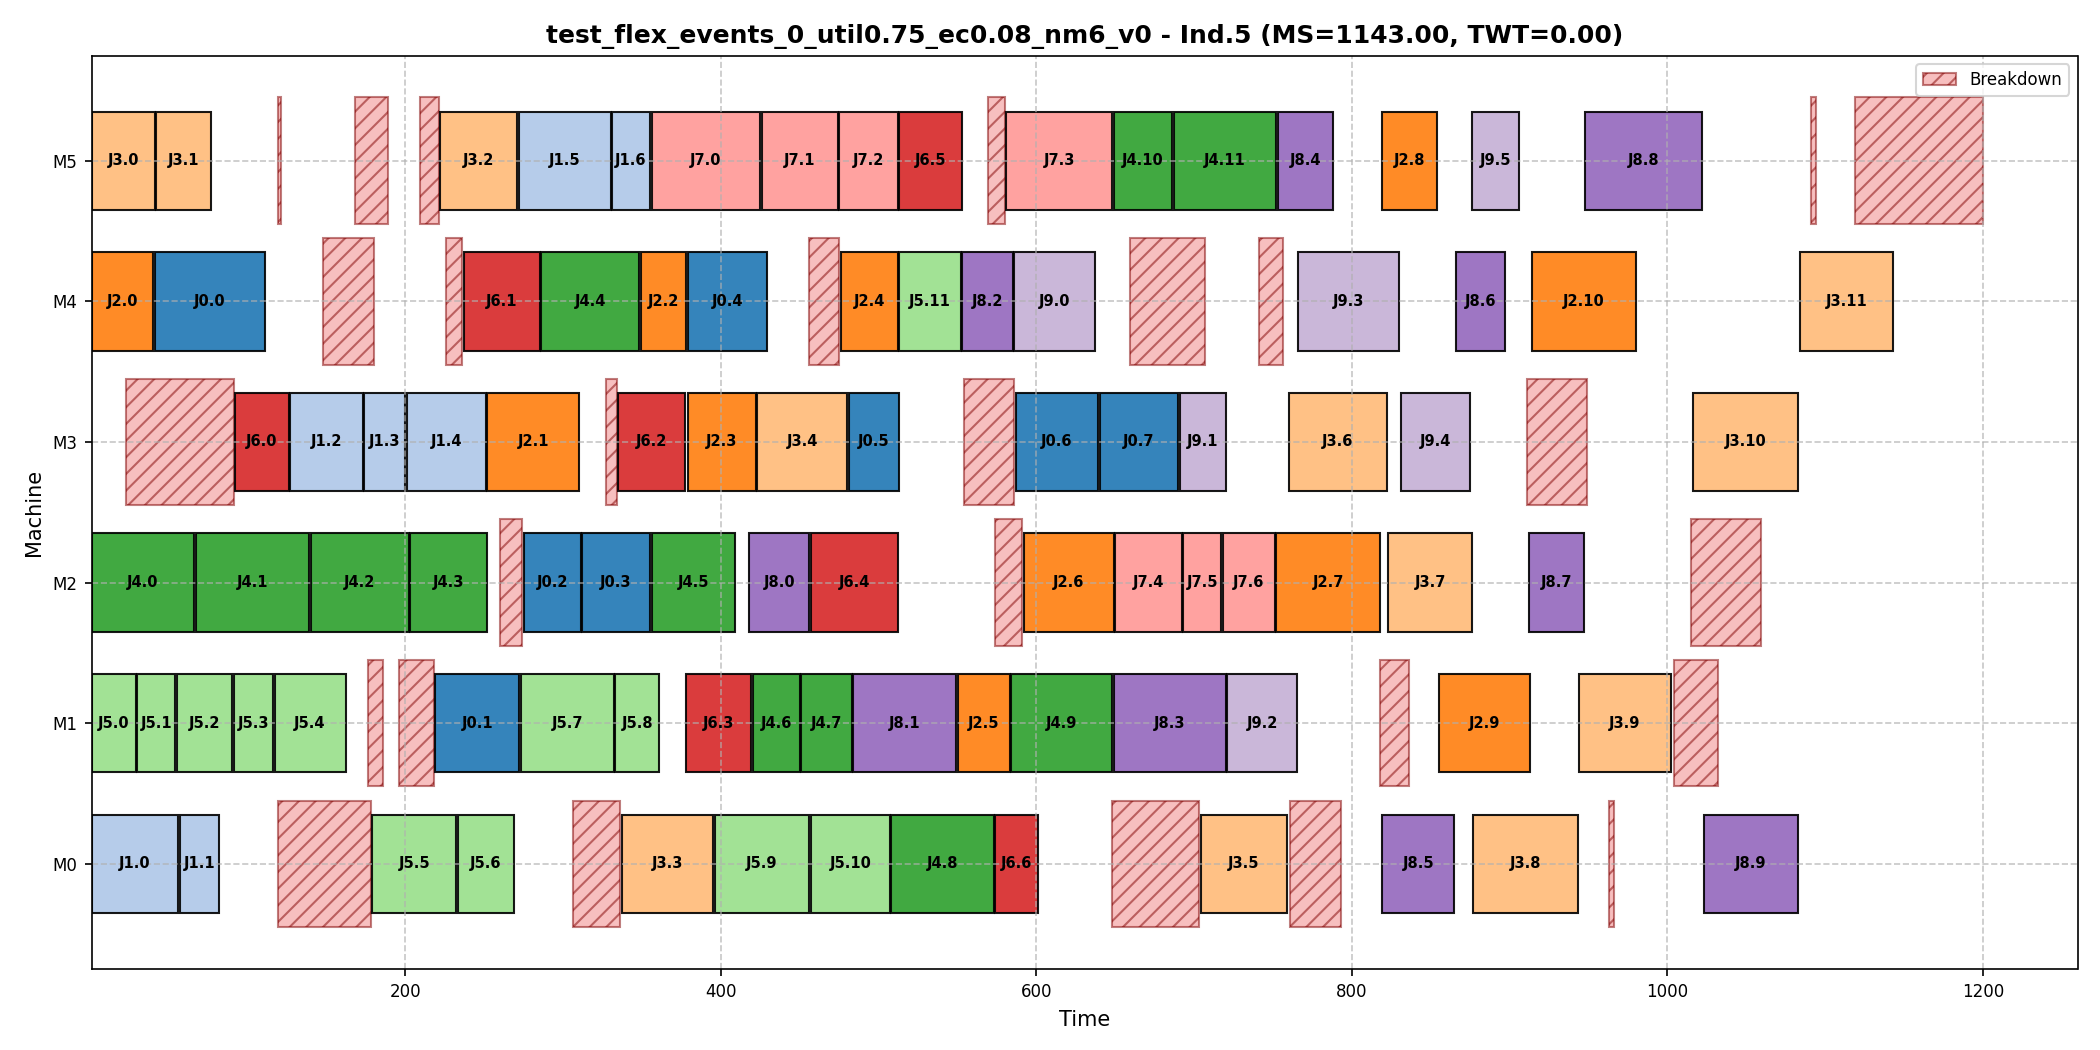 test_flex_events_0_util0.75_ec0.08_nm6_v0 - Ind.5 (MS=1143.00, TWT=0.00)
Breakdown
M5 J3.0 J3.1 J3.2 J1.5 J1.6 J7.0 J7.1 J7.2 J6.5 J7.3 J4.10 J4.11 J8.4 J2.8 J9.5 J8.8
M4 J2.0 J0.0 J6.1 J4.4 J2.2 J0.4 J2.4 J5.11 J8.2 J9.0 J9.3 J8.6 J2.10 J3.11
M3 J6.0 J1.2 J1.3 J1.4 J2.1 J6.2 J2.3 J3.4 J0.5 J0.6 J0.7 J9.1 J3.6 J9.4 J3.10
M2 J4.0 J4.1 J4.2 J4.3 J0.2 J0.3 J4.5 J8.0 J6.4 J2.6 J7.4 J7.5 J7.6 J2.7 J3.7 J8.7
M1 J5.0 J5.1 J5.2 J5.3 J5.4 J0.1 J5.7 J5.8 J6.3 J4.6 J4.7 J8.1 J2.5 J4.9 J8.3 J9.2 J2.9 J3.9
M0 J1.0 J1.1 J5.5 J5.6 J3.3 J5.9 J5.10 J4.8 J6.6 J3.5 J8.5 J3.8 J8.9
Machine
200 400 600 800 1000 1200
Time